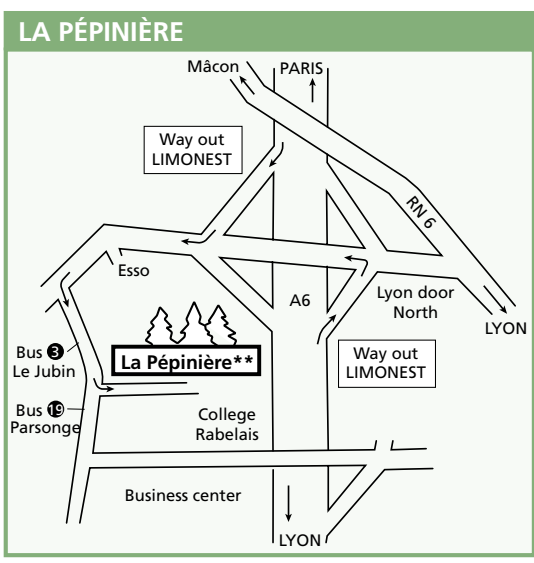 LA PÉPINIÈRE
Mâcon
PARIS
Way out
LIMONEST
RN 6
Esso
A6
Lyon door
North
LYON
La Pépinière**
Way out
LIMONEST
Bus 3
Le Jubin
Bus 19
Parsonge
College
Rabelais
Business center
LYON